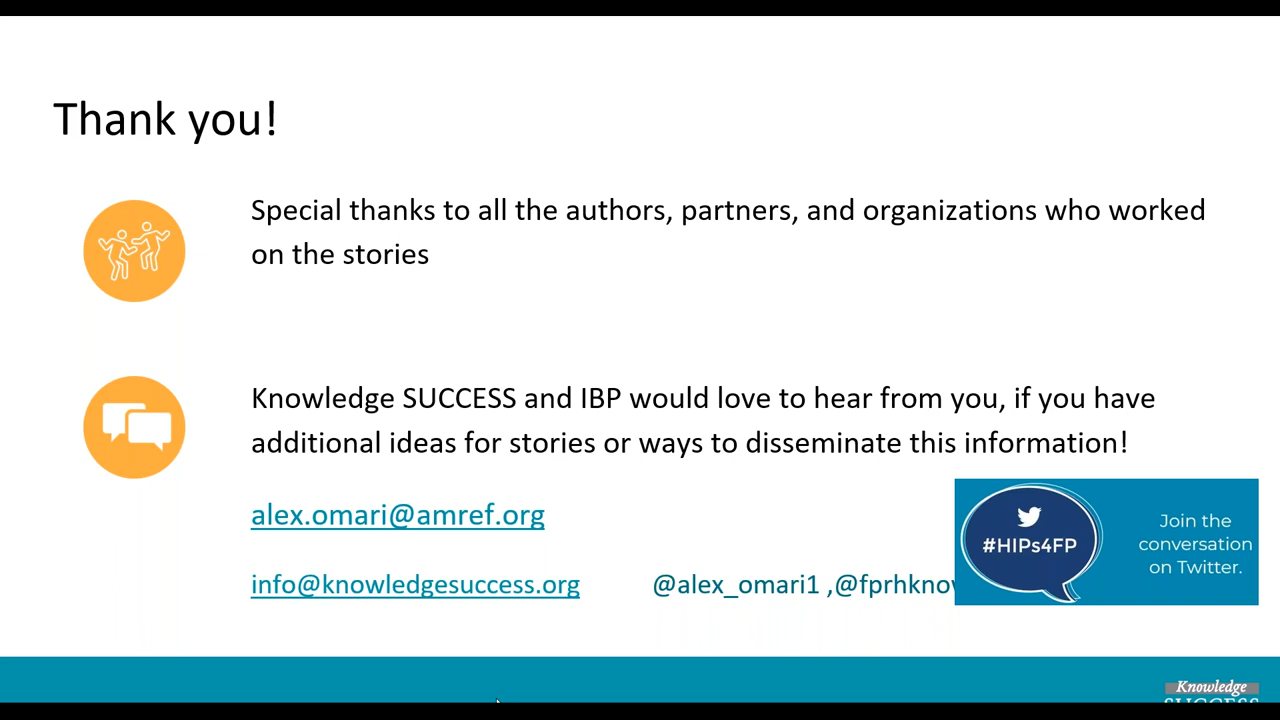 Thank you!
Special thanks to all the authors, partners, and organizations who worked
on the stories
Knowledge SUCCESS and IBP would love to hear from you, if you have
additional ideas for stories or ways to disseminate this information!
alex.omari@amref.org
info@knowledgesuccess.org @alex_omari1 ,
#HIPs4FP
Join the
conversation
on Twitter.
Knowledge
SUCCESS